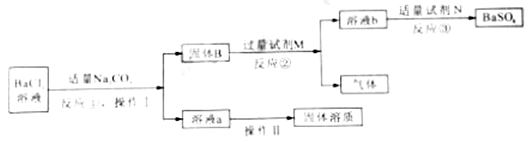 BaCl₂
溶液
适量Na₂CO₃
反应①、操作Ⅰ
固体B
过量试剂M
反应②
溶液b
适量试剂N
反应③
BaSO₄
气体
溶液a
操作Ⅱ
固体溶质